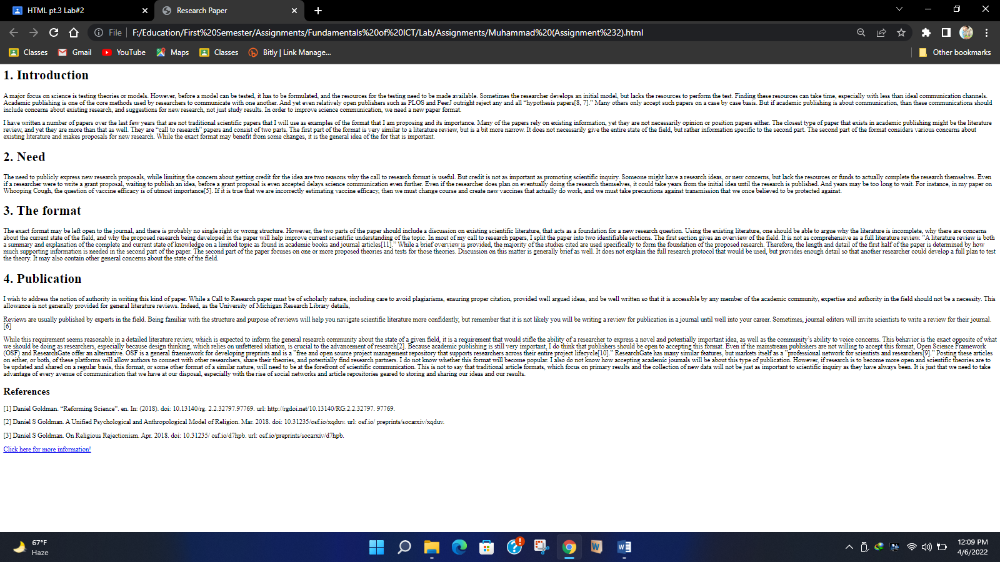 HTML pt.3 Lab#2
Research Paper
File
F:/Education/First%20Semester/Assignments/Fundamentals%20of%20ICT/Lab/Assignments/Muhammad%20(Assignment%232).html
Classes
Gmail
YouTube
Maps
Classes
Bitly | Link Manage...
Other bookmarks
1. Introduction
A major focus on science is testing theories or models. However, before a model can be tested, it has to be formulated, and the resources for the testing need to be made available. Sometimes the researcher develops an initial model, but lacks the resources to perform the test. Finding these resources can take time, especially with less than ideal communication channels.
Academic publishing is one of the core methods used by researchers to communicate with one another. And yet even relatively open publishers such as PLOS and PeerJ outright reject any and all “hypothesis papers[8, 7].” Many others only accept such papers on a case by case basis. But if academic publishing is about communication, than these communications should
include concerns about existing research, and suggestions for new research, not just study results. In order to improve science communication, we need a new paper format.
I have written a number of papers over the last few years that are not traditional scientific papers that I will use as examples of the format that I am proposing and its importance. Many of the papers rely on existing information, yet they are not necessarily opinion or position papers either. The closest type of paper that exists in academic publishing might be the literature
review, and yet they are more than that as well. They are “call to research” papers and consist of two parts. The first part of the format is very similar to a literature review, but is a bit more narrow. It does not necessarily give the entire state of the field, but rather information specific to the second part. The second part of the format considers various concerns about
existing literature and makes proposals for new research. While the exact format may benefit from some changes, it is the general idea of the for that is important.
2. Need
The need to publicly express new research proposals, while limiting the concern about getting credit for the idea are two reasons why the call to research format is useful. But credit is not as important as promoting scientific inquiry. Someone might have a research ideas, or new concerns, but lack the resources or funds to actually complete the research themselves. Even
if a researcher were to write a grant proposal, waiting to publish an idea, before a grant proposal is even accepted delays science communication even further. Even if the researcher does plan on eventually doing the research themselves, it could take years from the initial idea until the research is published. And years may be too long to wait. For instance, in my paper on
Whooping Cough, the question of vaccine efficacy is of utmost importance[5]. If it is true that we are incorrectly estimating vaccine efficacy, then we must change course and create new vaccines that actually do work, and we must take precautions against transmission that we once believed to be protected against.
3. The format
The exact format may be left open to the journal, and there is probably no single right or wrong structure. However, the two parts of the paper should include a discussion on existing scientific literature, that acts as a foundation for a new research question. Using the existing literature, one should be able to argue why the literature is incomplete, why there are concerns
about the current state of the field, and why the proposed research being developed in the paper will help improve current scientific understanding of the topic. In most of my call to research papers, I split the paper into two identifiable sections. The first section gives an overview of the field. It is not as comprehensive as a full literature review. ”A literature review is both
a summary and explanation of the complete and current state of knowledge on a limited topic as found in academic books and journal articles[11].” While a brief overview is provided, the majority of the studies cited are used specifically to form the foundation of the proposed research. Therefore, the length and detail of the first half of the paper is determined by how
much supporting information is needed in the second part of the paper. The second part of the paper focuses on one or more proposed theories and tests for those theories. Discussion on this matter is generally brief as well. It does not explain the full research protocol that would be used, but provides enough detail so that another researcher could develop a full plan to test
the theory. It may also contain other general concerns about the state of the field.
4. Publication
I wish to address the notion of authority in writing this kind of paper. While a Call to Research paper must be of scholarly nature, including care to avoid plagiarisms, ensuring proper citation, provided well argued ideas, and be well written so that it is accessible by any member of the academic community, expertise and authority in the field should not be a necessity. This
allowance is not generally provided for general literature reviews. Indeed, as the University of Michigan Research Library details,
Reviews are usually published by experts in the field. Being familiar with the structure and purpose of reviews will help you navigate scientific literature more confidently, but remember that it is not likely you will be writing a review for publication in a journal until well into your career. Sometimes, journal editors will invite scientists to write a review for their journal.
[6]
While this requirement seems reasonable in a detailed literature review, which is expected to inform the general research community about the state of a given field, it is a requirement that would stifle the ability of a researcher to express a novel and potentially important idea, as well as the community’s ability to voice concerns. This behavior is the exact opposite of what
we should be doing as researchers, especially because design thinking, which relies on unfettered idiation, is crucial to the advancement of research[2]. Because academic publishing is still very important, I do think that publishers should be open to accepting this format. Even if the mainstream publishers are not willing to accept this format, Open Science Framework
(OSF) and ResearchGate offer an alternative. OSF is a general fraemework for developing preprints and is a ”free and open source project management repository that supports researchers across their entire project lifecycle[10].” ResearchGate has many similar features, but markets itself as a ”professional network for scientists and researchers[9].” Posting these articles
on either, or both, of these platforms will allow authors to connect with other researchers, share their theories, and potentially find research partners. I do not know whether this format will become popular. I also do not know how accepting academic journals will be about this type of publication. However, if research is to become more open and scientific theories are to
be updated and shared on a regular basis, this format, or some other format of a similar nature, will need to be at the forefront of scientific communication. This is not to say that traditional article formats, which focus on primary results and the collection of new data will not be just as important to scientific inquiry as they have always been. It is just that we need to take
advantage of every avenue of communication that we have at our disposal, especially with the rise of social networks and article repositories geared to storing and sharing our ideas and our results.
References
[1] Daniel Goldman. “Reforming Science”. en. In: (2018). doi: 10.13140/rg. 2.2.32797.97769. url: http://rgdoi.net/10.13140/RG.2.2.32797. 97769.
[2] Daniel S Goldman. A Unified Psychological and Anthropological Model of Religion. Mar. 2018. doi: 10.31235/osf.io/xqduv. url: osf.io/ preprints/socarxiv/xqduv.
[3] Daniel S Goldman. On Religious Rejectionism. Apr. 2018. doi: 10.31235/ osf.io/d7hpb. url: osf.io/preprints/socarxiv/d7hpb.
Click here for more information!
67°F
Haze
12:09 PM
4/6/2022